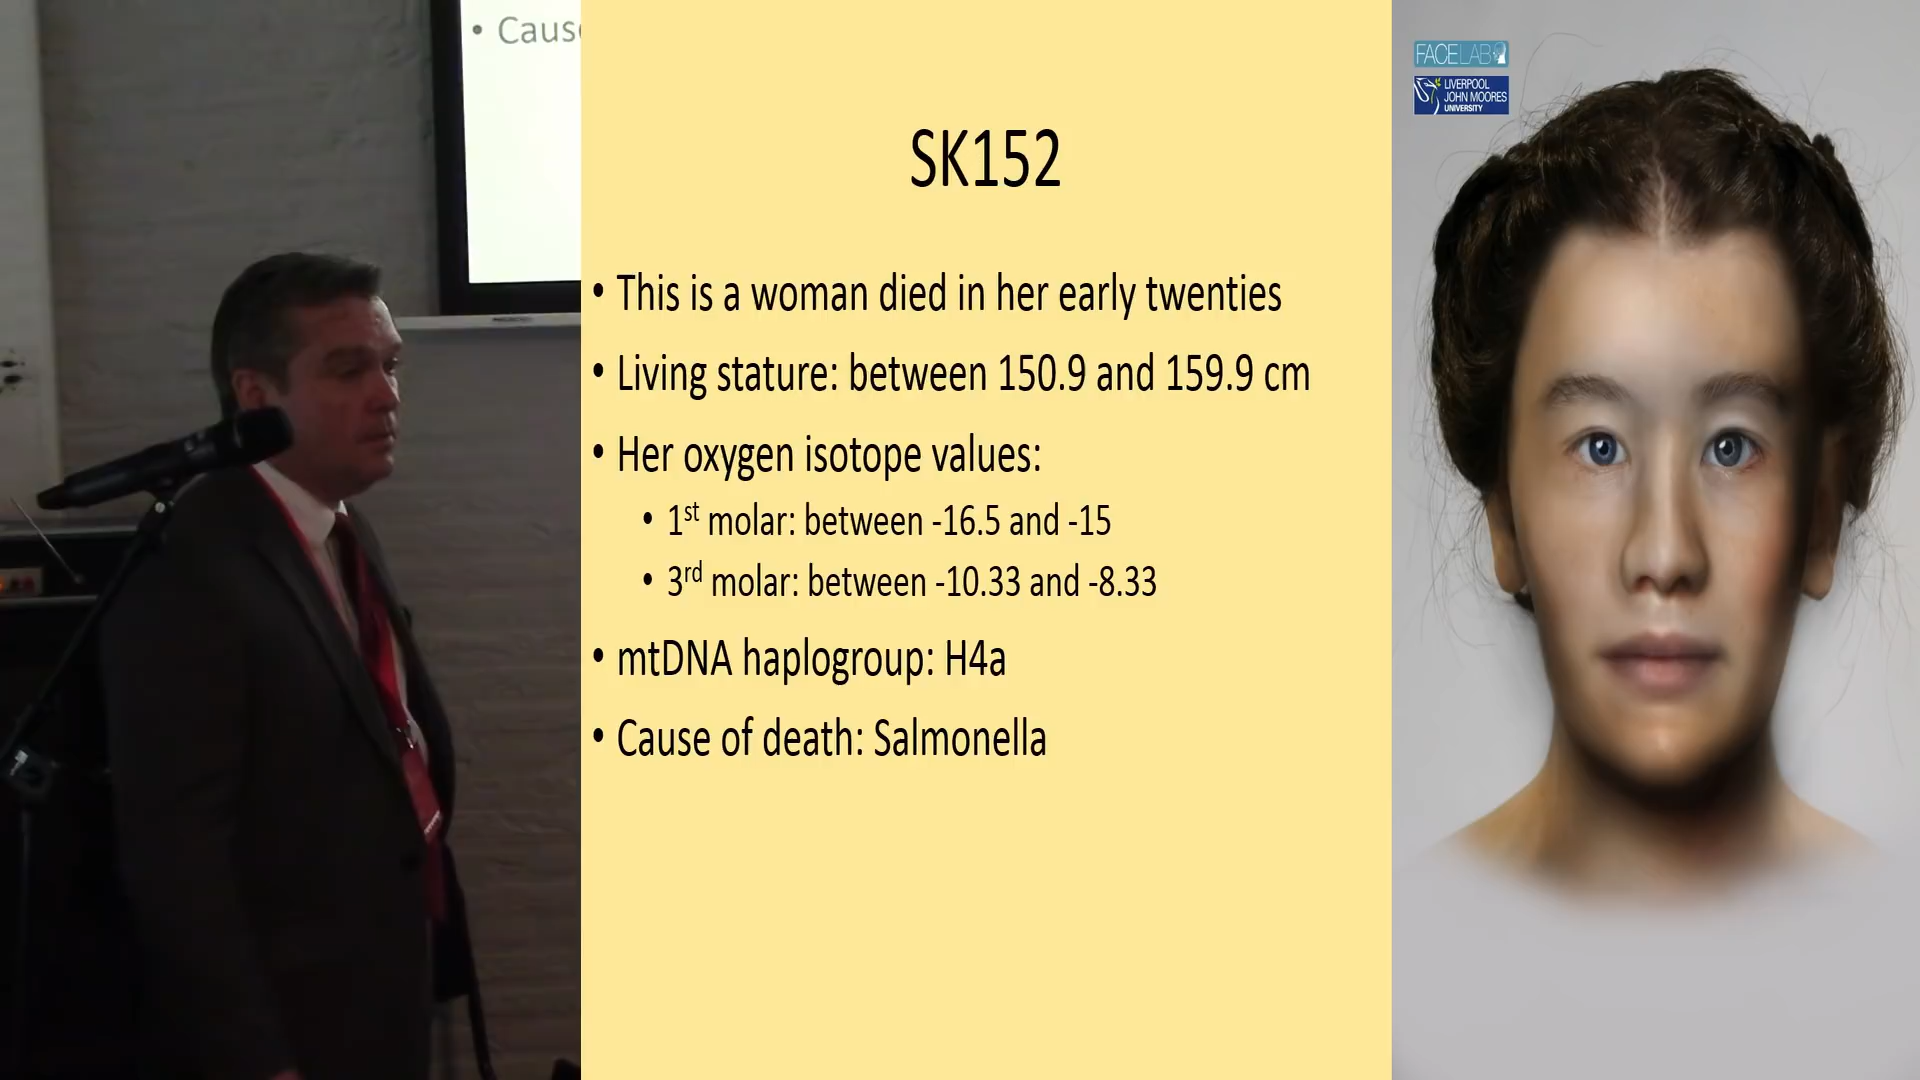 • Cause
SK152
• This is a woman died in her early twenties
• Living stature: between 150.9 and 159.9 cm
• Her oxygen isotope values:
• 1st molar: between -16.5 and -15
• 3rd molar: between -10.33 and -8.33
• mtDNA haplogroup: H4a
• Cause of death: Salmonella
FACELAB
LIVERPOOL
JOHN MOORES
UNIVERSITY